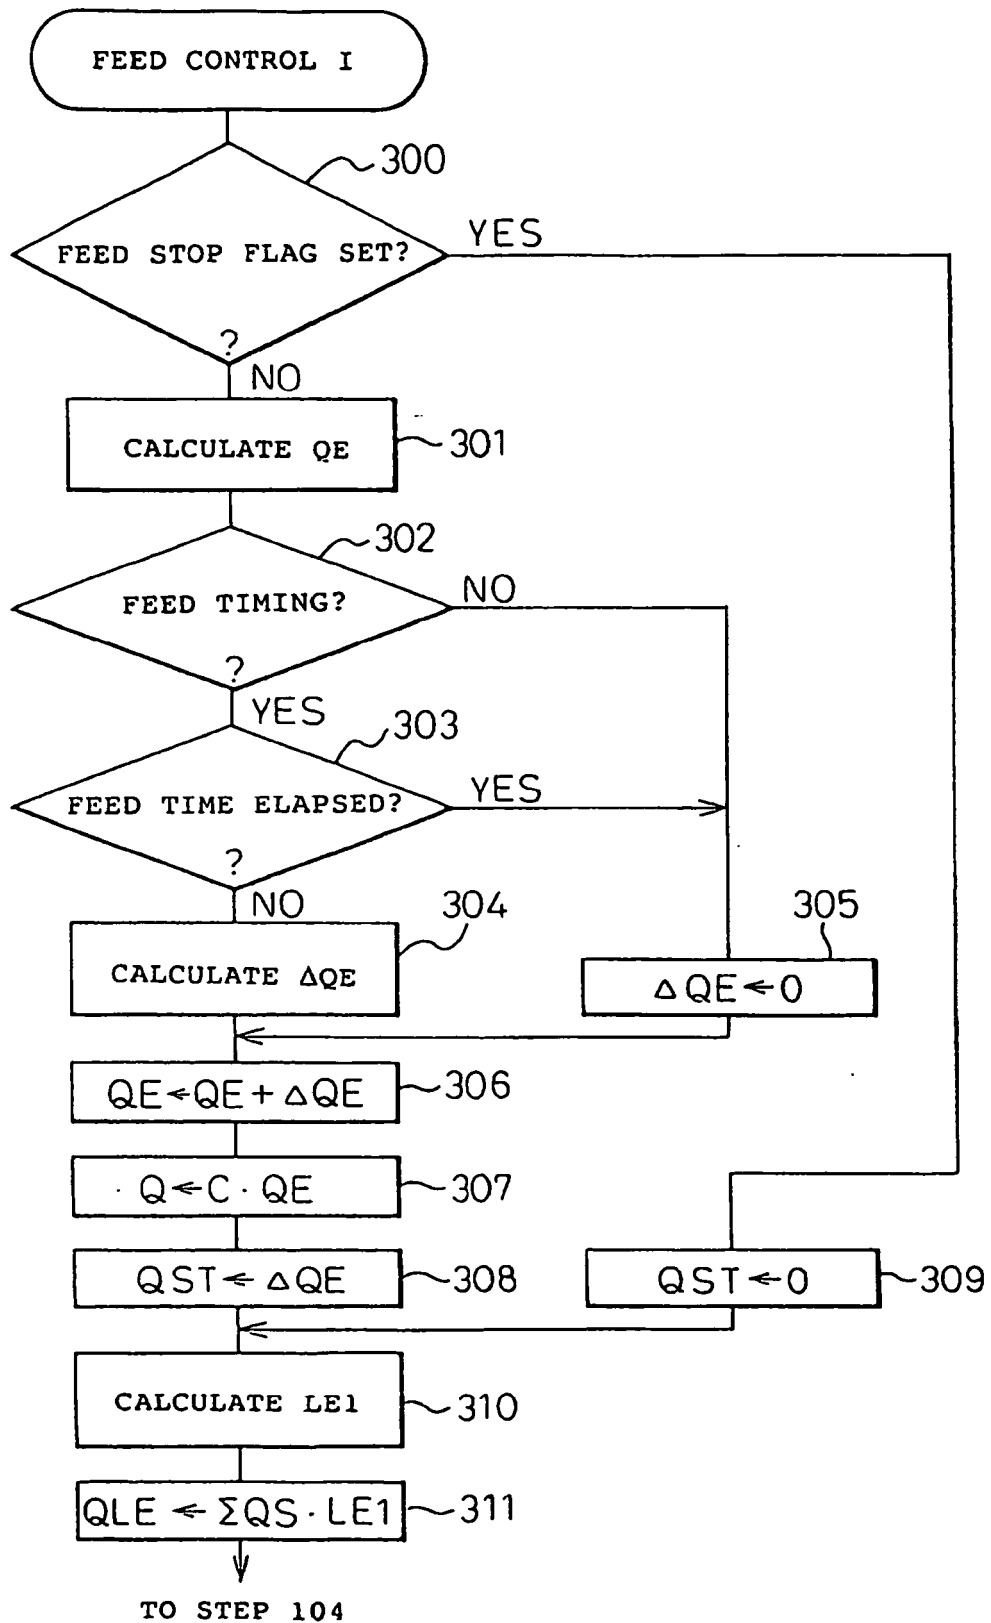 FEED CONTROL I
300
FEED STOP FLAG SET?
YES
?
NO
CALCULATE QE
301
302
FEED TIMING?
NO
?
YES
303
FEED TIME ELAPSED?
YES
?
NO
304
CALCULATE ΔQE
305
ΔQE←0
QE←QE+ΔQE
306
· Q←C·QE
307
QST←ΔQE
308
QST←0
309
CALCULATE LE1
310
QLE ← ΣQS·LE1
311
TO STEP 104